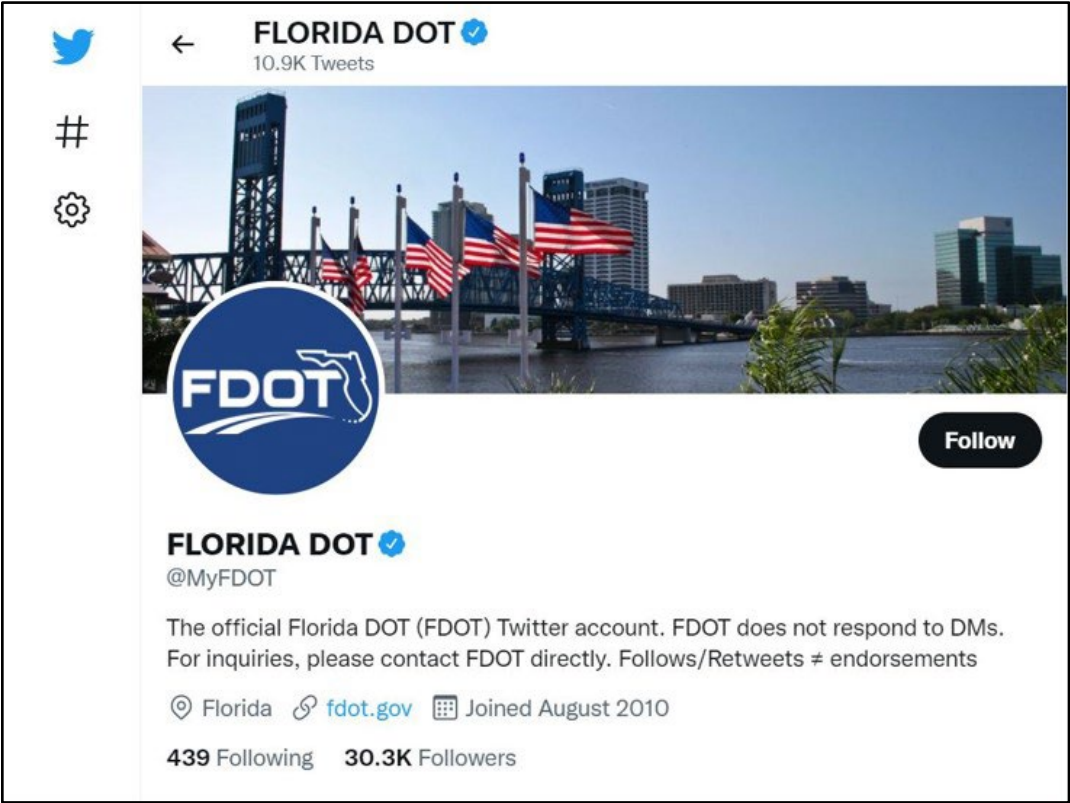 FLORIDA DOT
10.9K Tweets
FDOT
Follow
FLORIDA DOT
@MyFDOT
The official Florida DOT (FDOT) Twitter account. FDOT does not respond to DMs.
For inquiries, please contact FDOT directly. Follows/Retweets ≠ endorsements
Florida fdot.gov Joined August 2010
439 Following 30.3K Followers